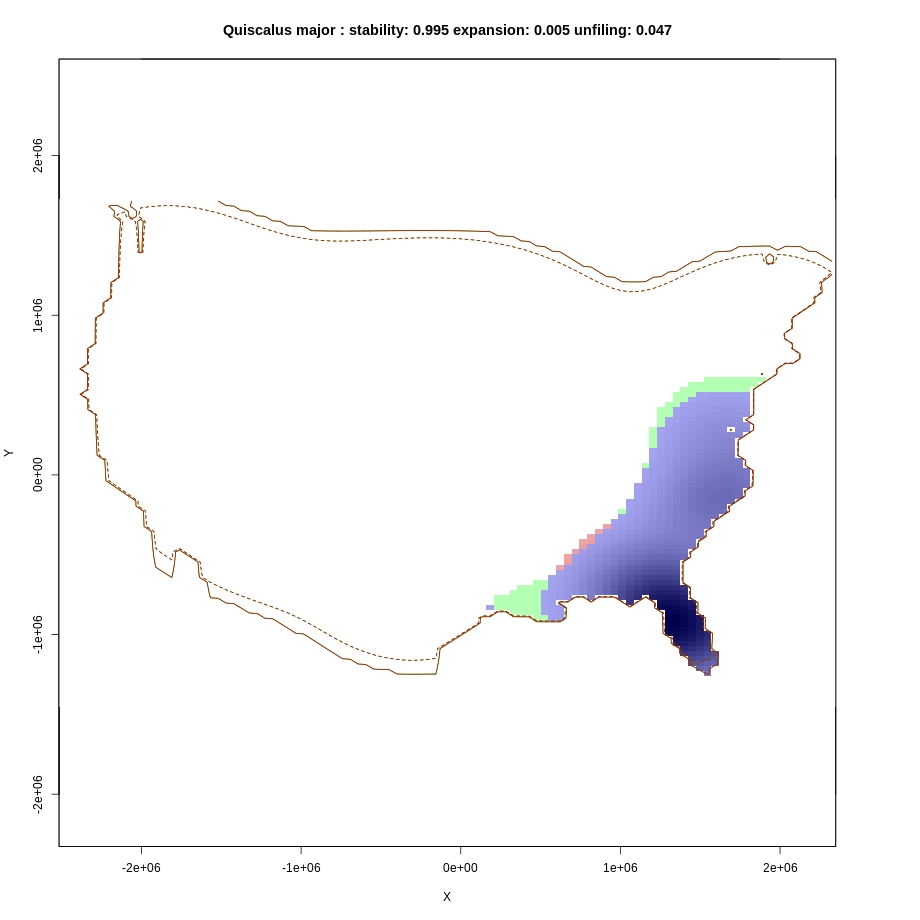 Quiscalus major : stability: 0.995 expansion: 0.005 unfiling: 0.047
2e+06
1e+06
0e+00
-1e+06
-2e+06
Y
-2e+06 -1e+06 0e+00 1e+06 2e+06
X